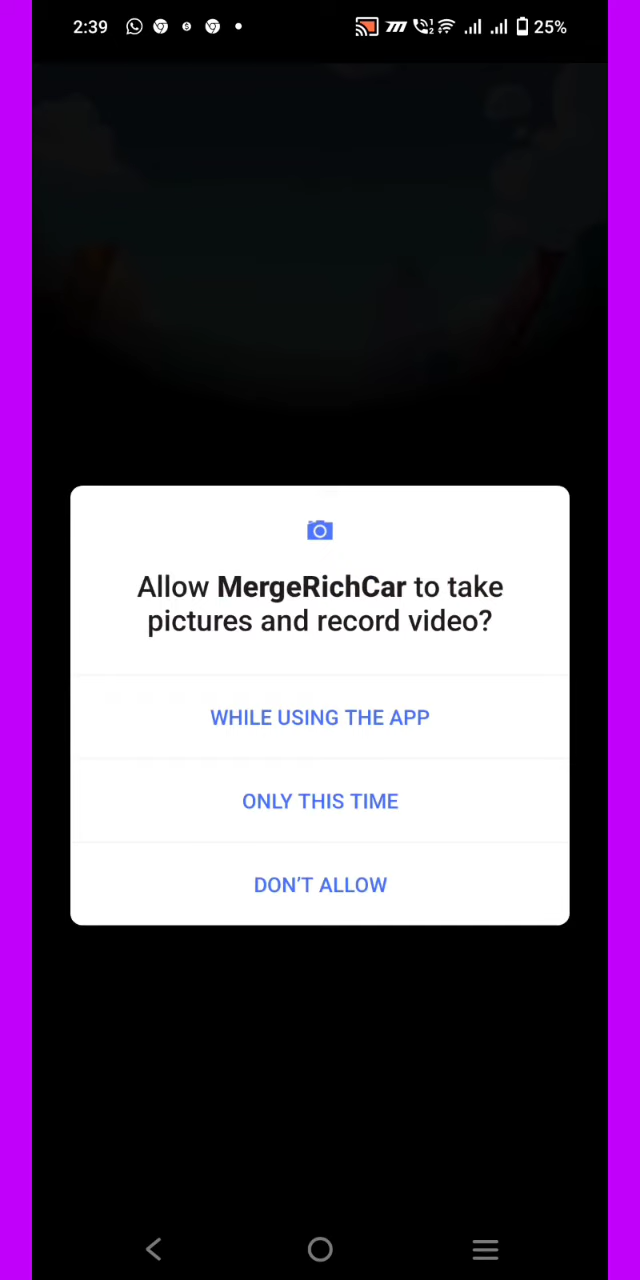 2:39 25%
Allow MergeRichCar to take
pictures and record video?
WHILE USING THE APP
ONLY THIS TIME
DON’T ALLOW